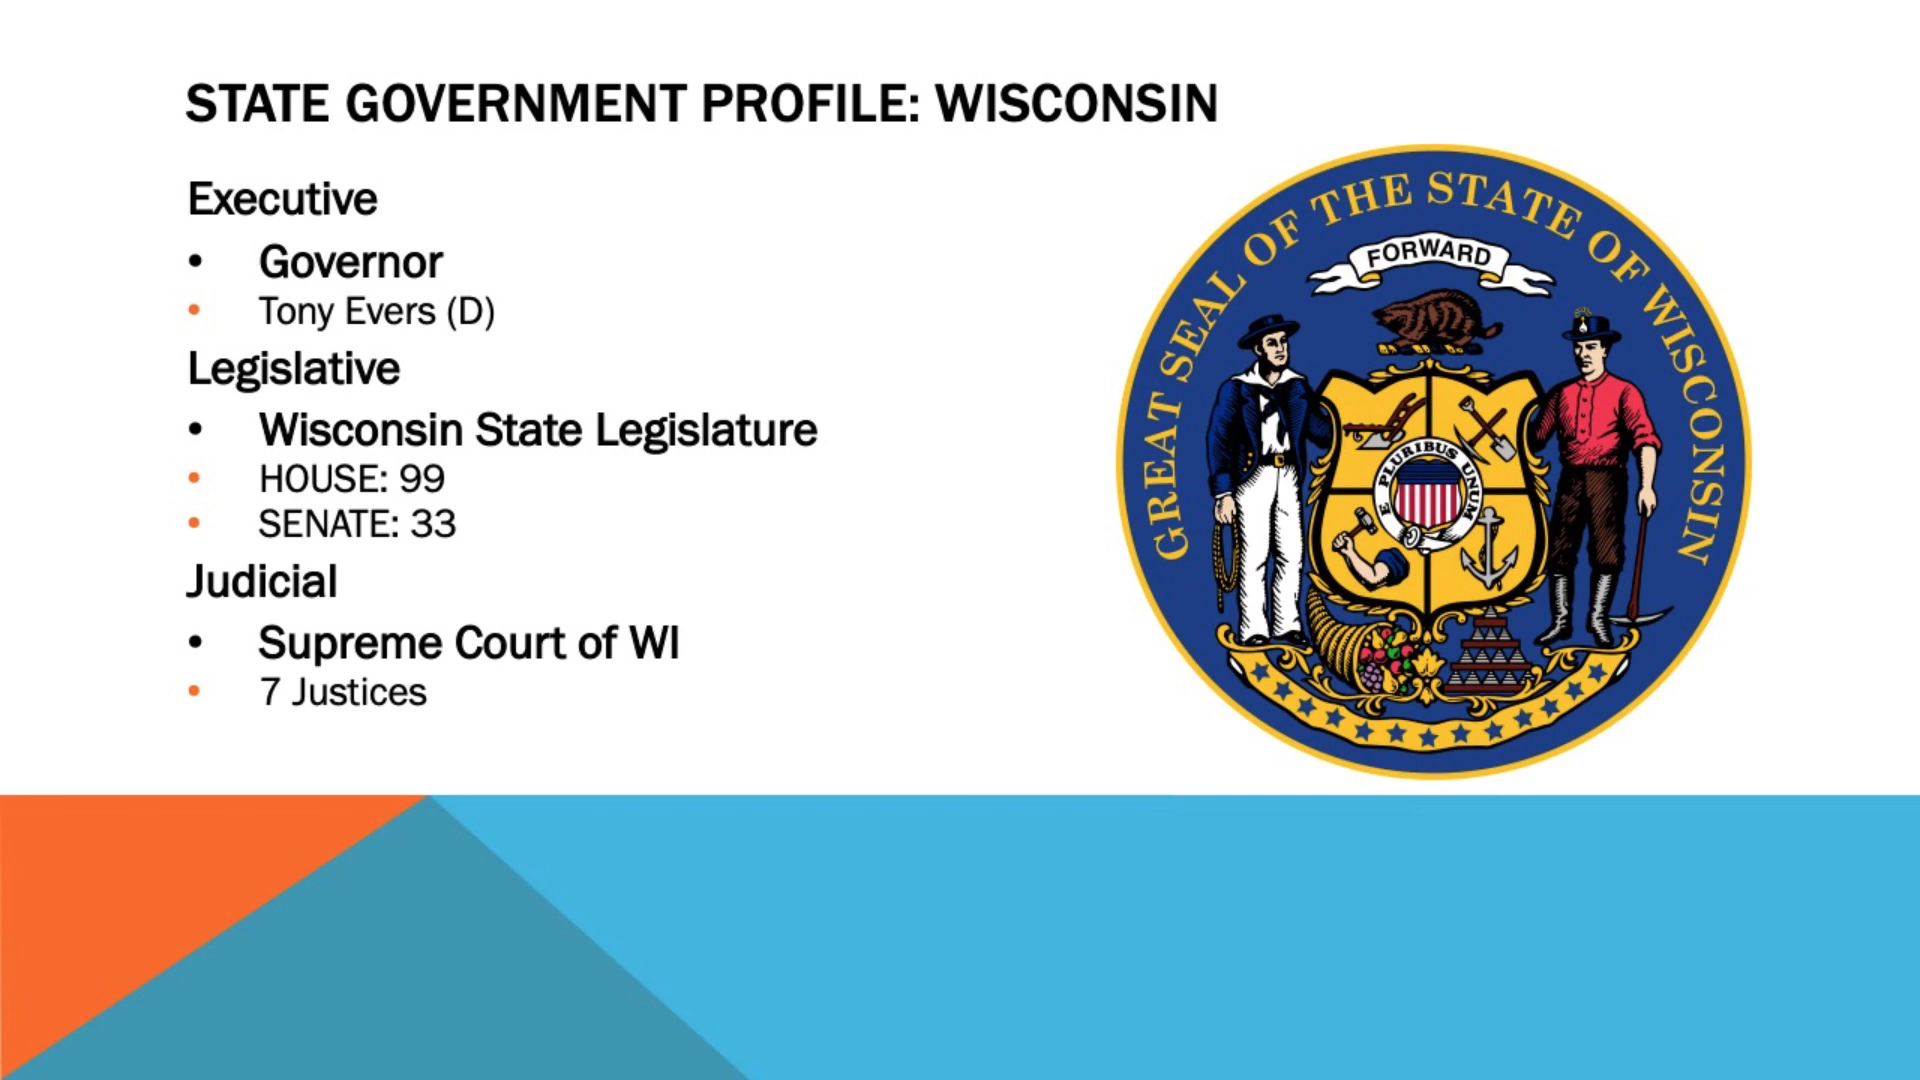 STATE GOVERNMENT PROFILE: WISCONSIN
Executive
• Governor
• Tony Evers (D)
Legislative
• Wisconsin State Legislature
• HOUSE: 99
• SENATE: 33
Judicial
• Supreme Court of WI
• 7 Justices
GREAT SEAL OF THE STATE OF WISCONSIN
FORWARD
E PLURIBUS UNUM